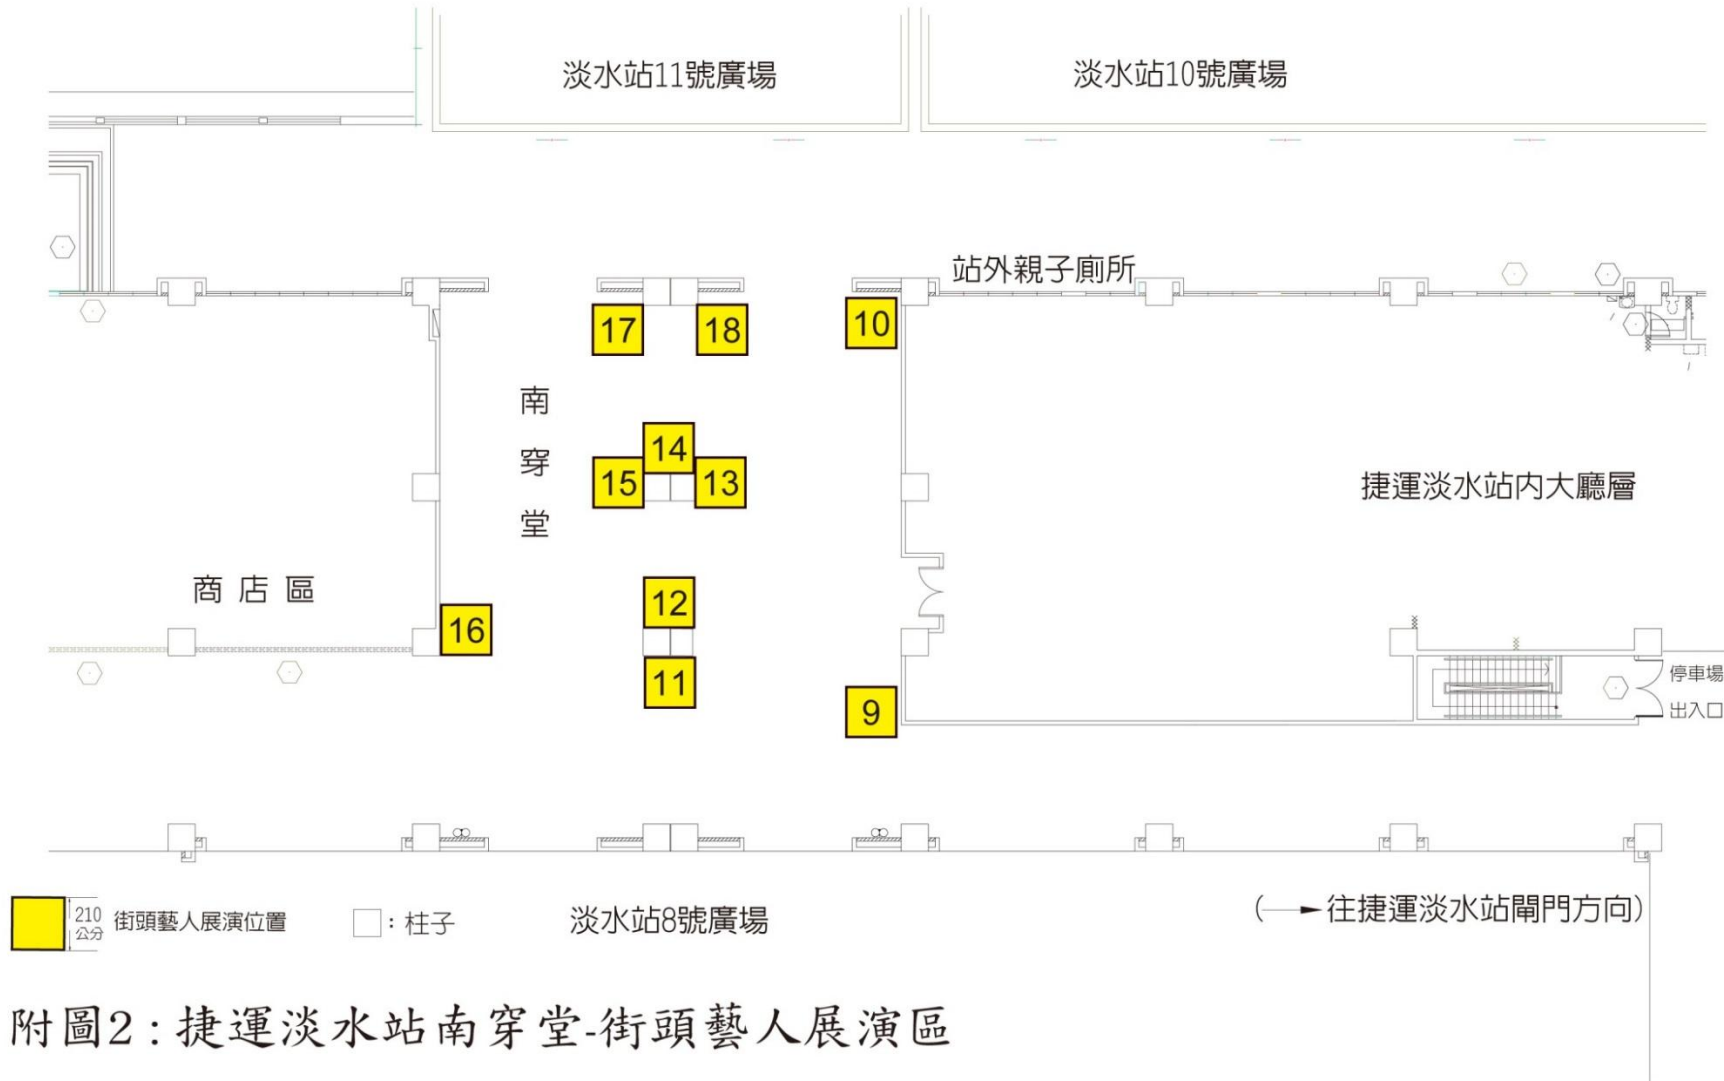 淡水站11號廣場
淡水站10號廣場
站外親子廁所
17
18
10
南穿堂
14
15
13
捷運淡水站內大廳層
商店區
12
16
11
9
停車場
出入口
210
公分
街頭藝人展演位置
：柱子
淡水站8號廣場
(→往捷運淡水站閘門方向)
附圖2：捷運淡水站南穿堂-街頭藝人展演區